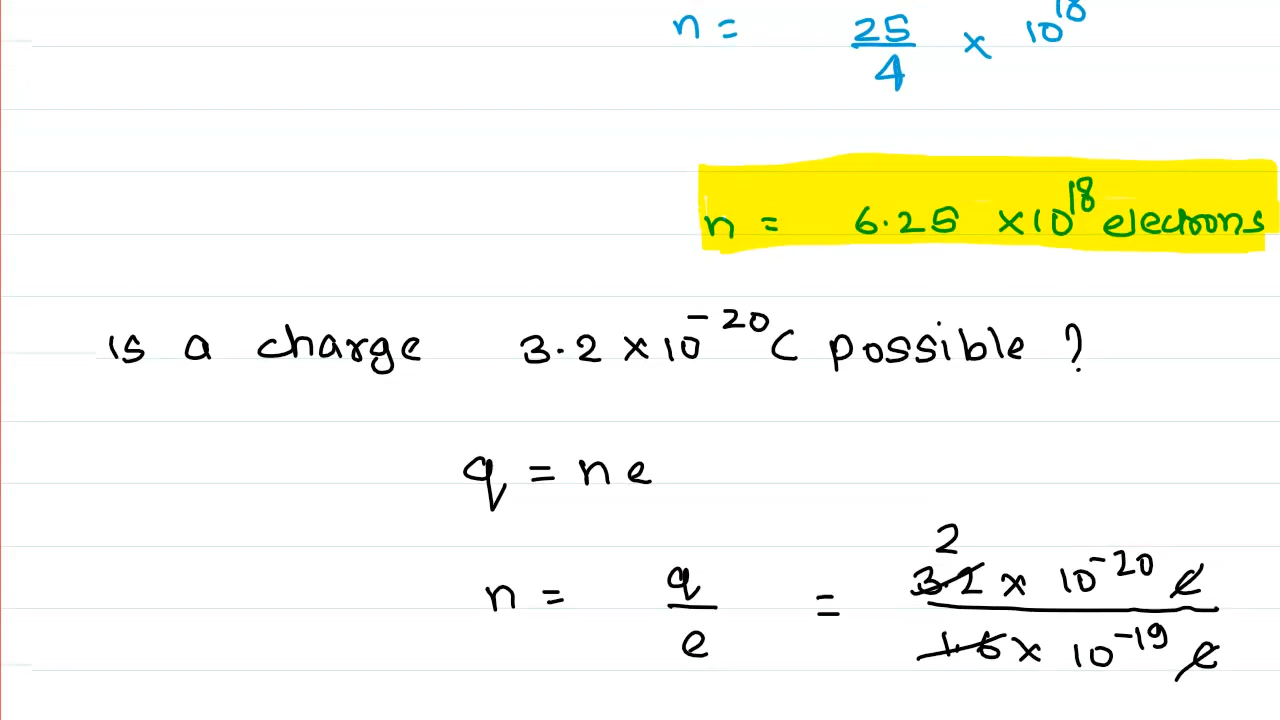 n = 25/4 × 10^18
n = 6.25 × 10^18 electrons
is a charge 3.2 × 10^-20 C possible ?
q = n e
2
n = q/e = 3.2 × 10^-20 C / 1.6 × 10^-19 C